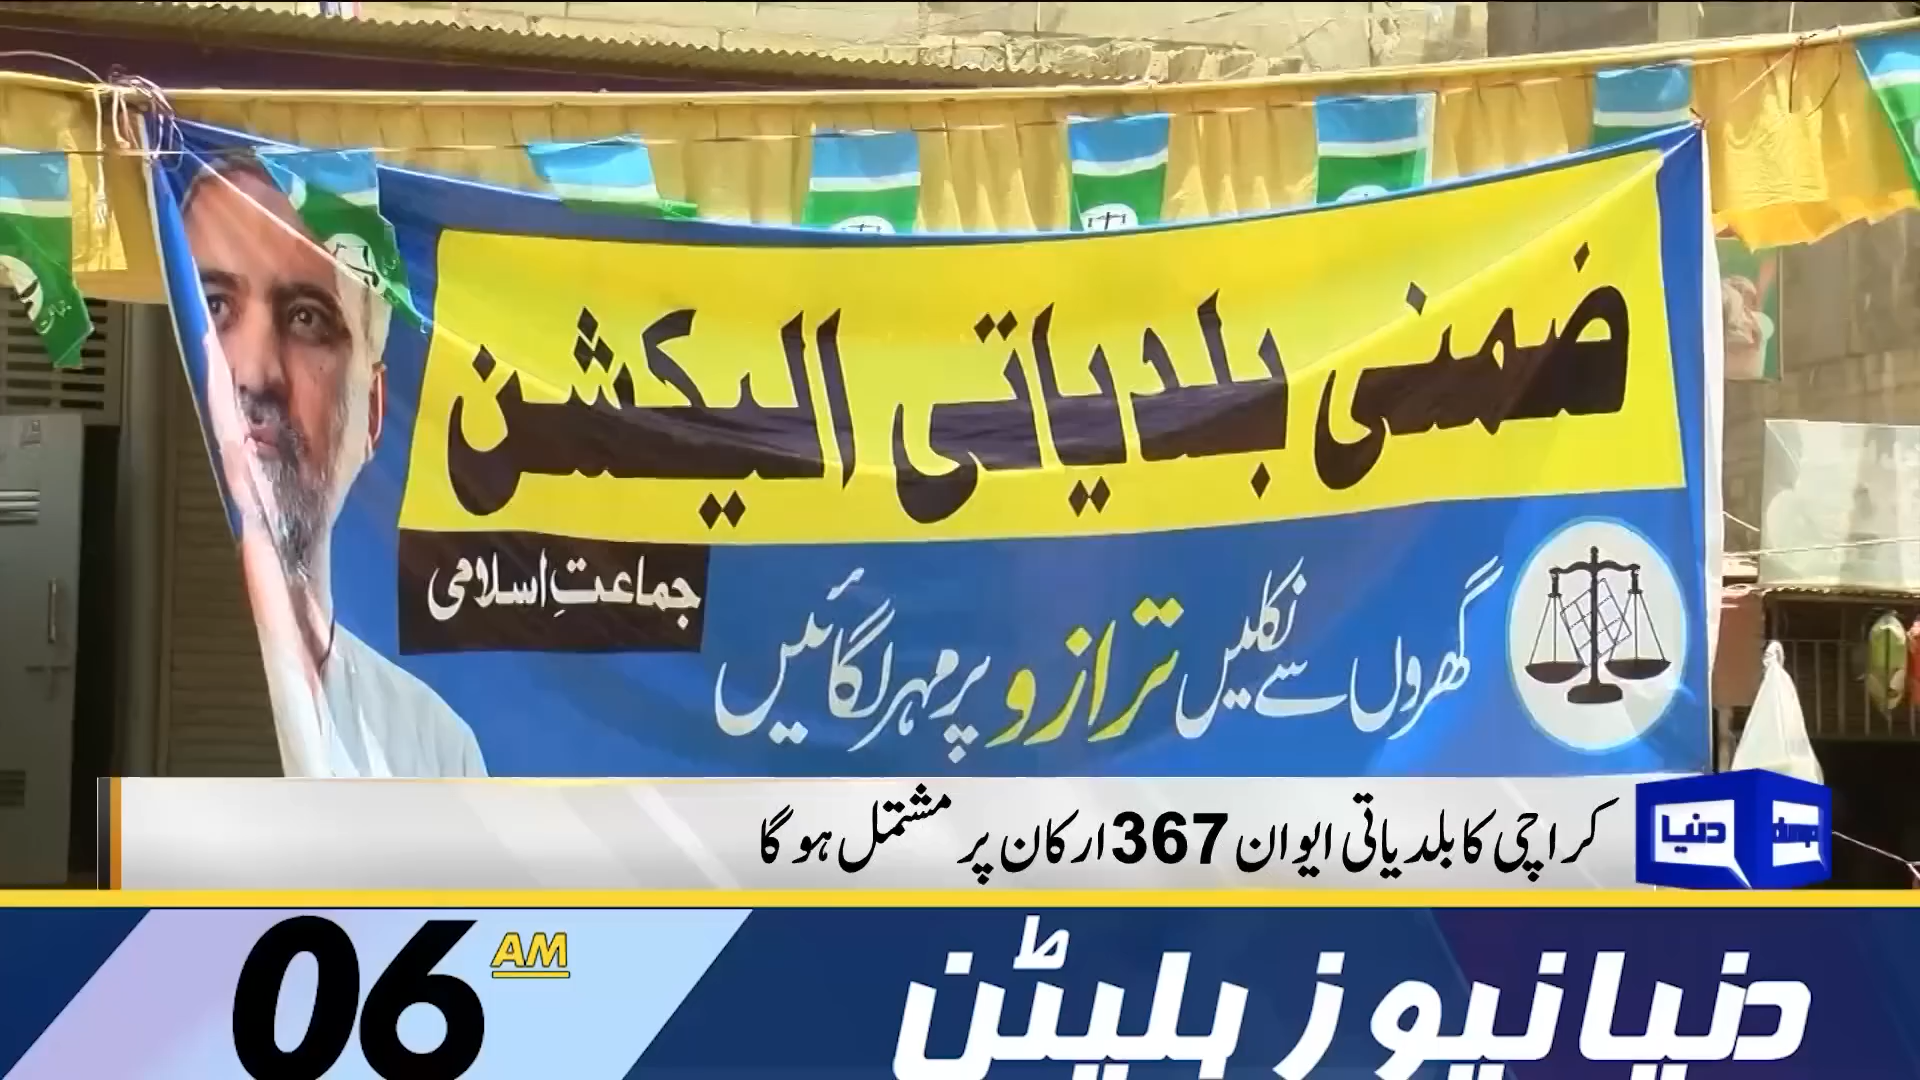 ضمنی بلدیاتی الیکشن
جماعتِ اسلامی
گھروں سے نکلیں ترازو پر مہر لگائیں
کراچی کا بلدیاتی ایوان 367 ارکان پر مشتمل ہو گا
دنیا
dunya
06 AM
دنیا نیوز بلیٹن